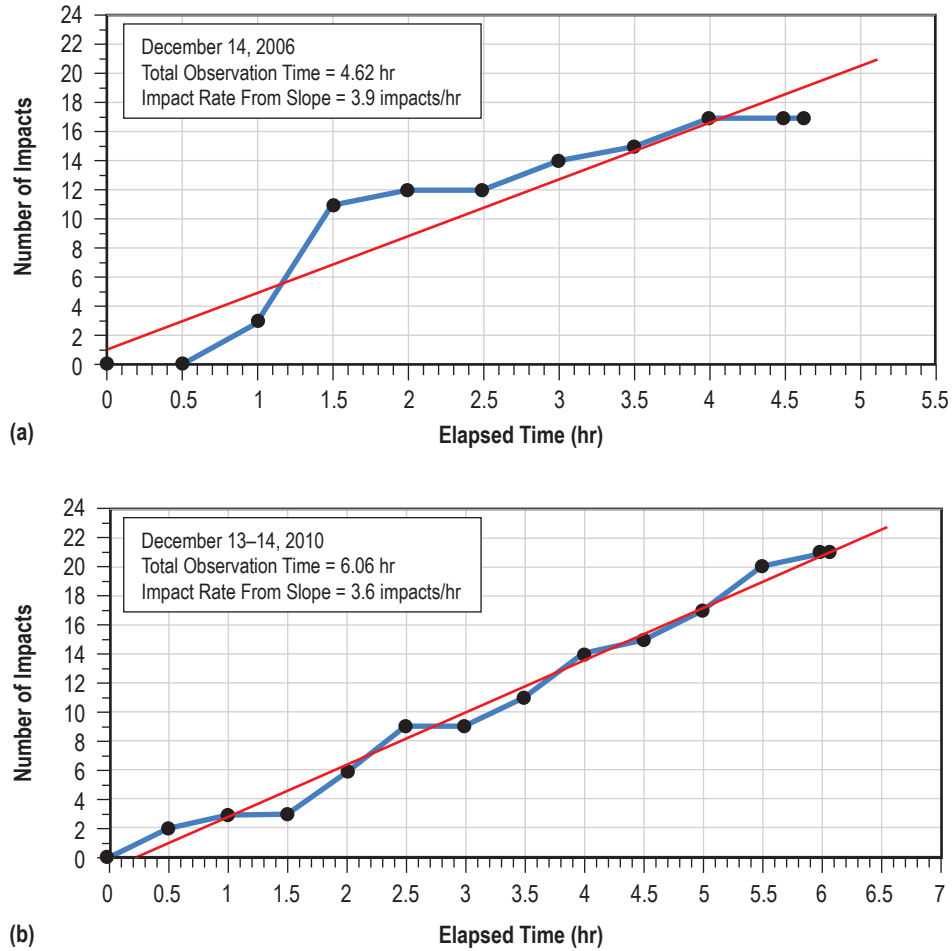 24
22
20
18
16
14
12
10
8
6
4
2
0
Number of Impacts
December 14, 2006
Total Observation Time = 4.62 hr
Impact Rate From Slope = 3.9 impacts/hr
0 0.5 1 1.5 2 2.5 3 3.5 4 4.5 5 5.5
Elapsed Time (hr)
(a)
24
22
20
18
16
14
12
10
8
6
4
2
0
Number of Impacts
December 13–14, 2010
Total Observation Time = 6.06 hr
Impact Rate From Slope = 3.6 impacts/hr
0 0.5 1 1.5 2 2.5 3 3.5 4 4.5 5 5.5 6 6.5 7
Elapsed Time (hr)
(b)